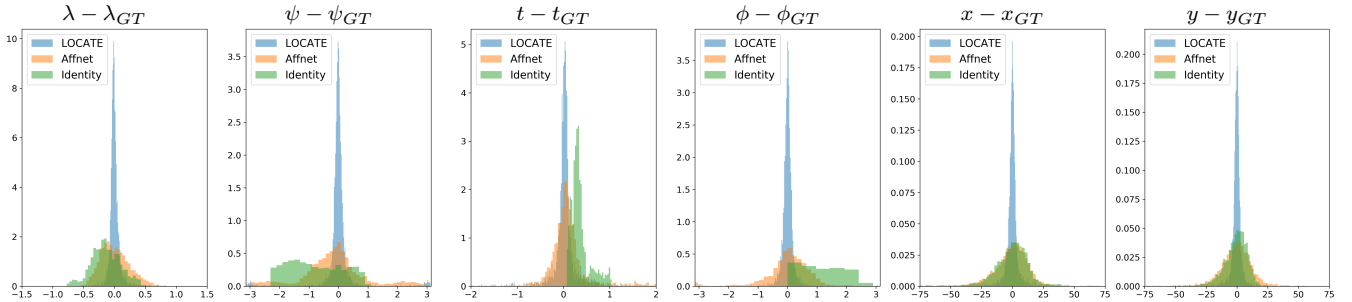 λ − λ_GT
LOCATE
Affnet
Identity
10
8
6
4
2
0
−1.5 −1.0 −0.5 0.0 0.5 1.0 1.5
ψ − ψ_GT
LOCATE
Affnet
Identity
3.5
3.0
2.5
2.0
1.5
1.0
0.5
0.0
−3 −2 −1 0 1 2 3
t − t_GT
LOCATE
Affnet
Identity
5
4
3
2
1
0
−2 −1 0 1 2
ϕ − ϕ_GT
LOCATE
Affnet
Identity
3.5
3.0
2.5
2.0
1.5
1.0
0.5
0.0
−3 −2 −1 0 1 2 3
x − x_GT
LOCATE
Affnet
Identity
0.200
0.175
0.150
0.125
0.100
0.075
0.050
0.025
0.000
−75 −50 −25 0 25 50 75
y − y_GT
LOCATE
Affnet
Identity
0.200
0.175
0.150
0.125
0.100
0.075
0.050
0.025
0.000
−75 −50 −25 0 25 50 75